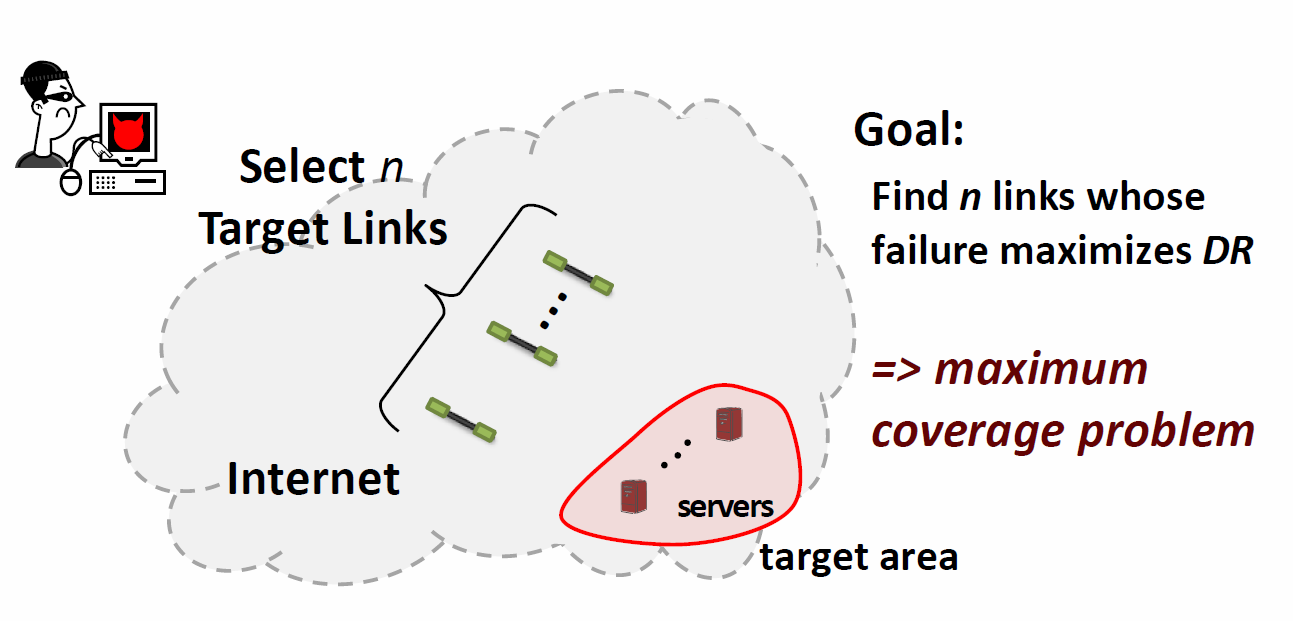 Select n
Target Links
Internet
servers
target area
Goal:
Find n links whose
failure maximizes DR
=> maximum
coverage problem